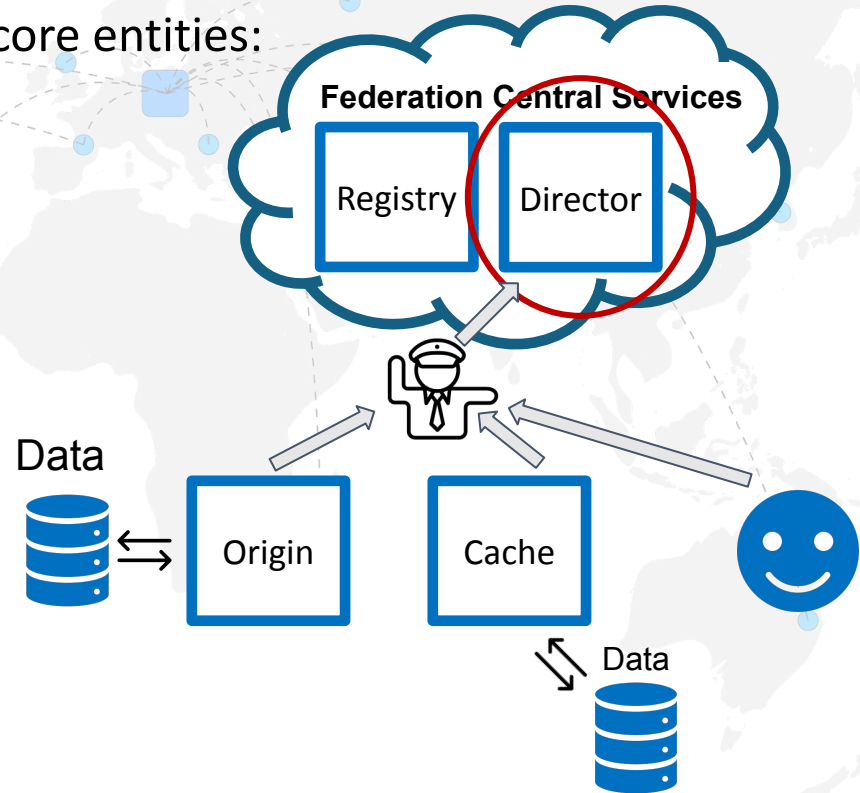 core entities:
Federation Central Services
Registry
Director
Data
Origin
Cache
Data